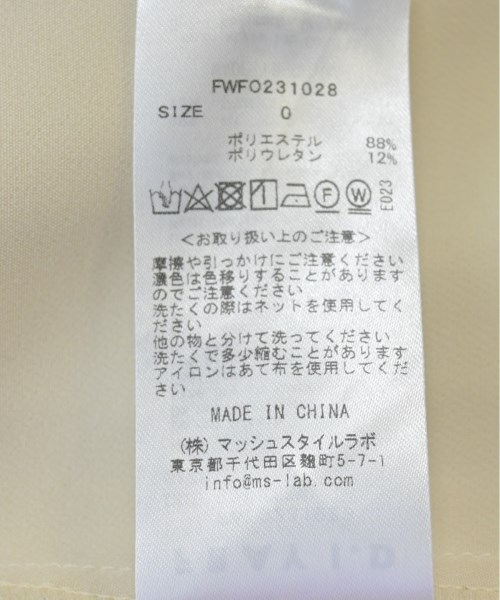 FWFO231028
SIZE 0
ポリエステル 88%
ポリウレタン 12%
F W E023
<お取り扱い上のご注意>
摩擦や引っかけにご注意ください
濃色は色移りすることがあります
のでご注意ください
洗たくの際はネットを使用してく
ださい
他の物と分けて洗ってください
洗たくで多少縮むことがあります
アイロンはあて布を使用してくだ
さい
MADE IN CHINA
(株) マッシュスタイルラボ
東京都千代田区麹町5-7-1
info@ms-lab.com